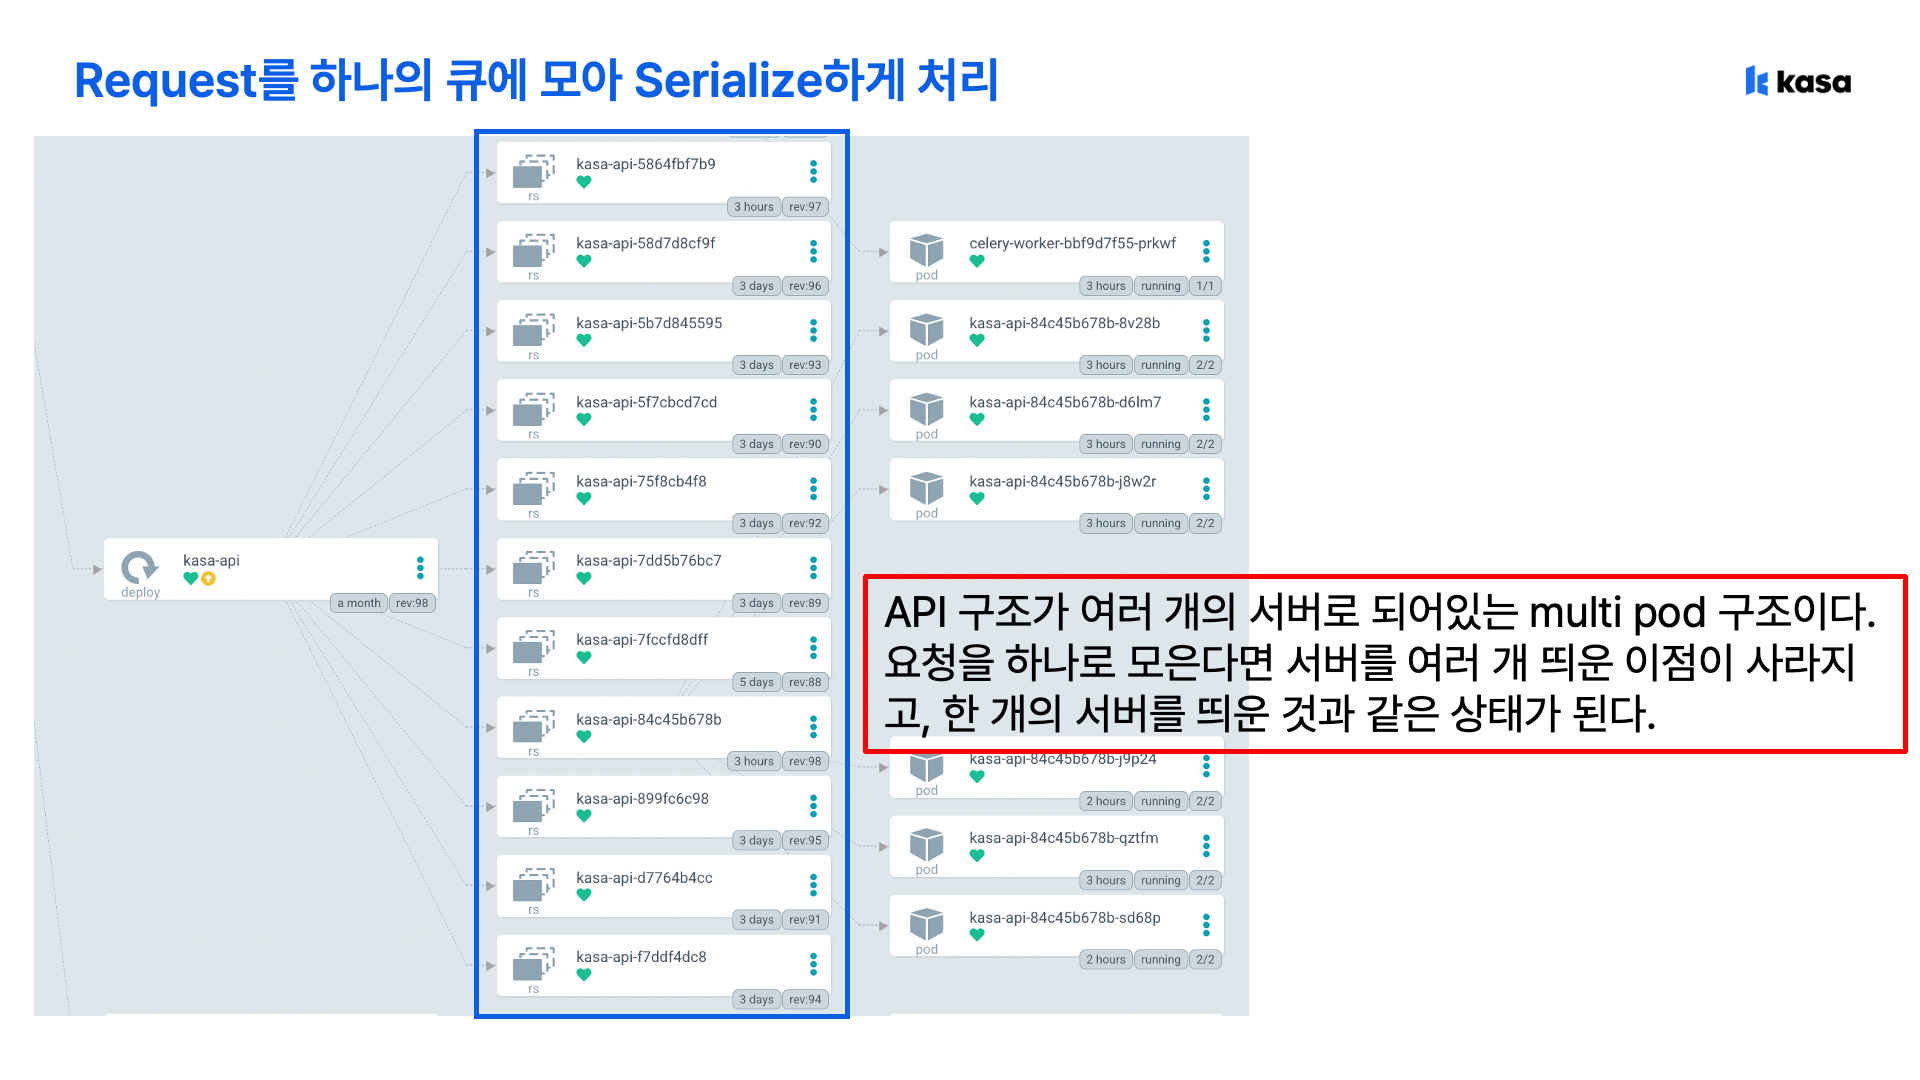 Request를 하나의 큐에 모아 Serialize하게 처리
kasa
kasa-api
deploy
a month
rev:98
kasa-api-5864fbf7b9
rs
3 hours
rev:97
kasa-api-58d7d8cf9f
rs
3 days
rev:96
kasa-api-5b7d845595
rs
3 days
rev:93
kasa-api-5f7cbcd7cd
rs
3 days
rev:90
kasa-api-75f8cb4f8
rs
3 days
rev:92
kasa-api-7dd5b76bc7
rs
3 days
rev:89
kasa-api-7fccfd8dff
rs
5 days
rev:88
kasa-api-84c45b678b
rs
3 hours
rev:98
kasa-api-899fc6c98
rs
3 days
rev:95
kasa-api-d7764b4cc
rs
3 days
rev:91
kasa-api-f7ddf4dc8
rs
3 days
rev:94
celery-worker-bbf9d7f55-prkwf
pod
3 hours
running
1/1
kasa-api-84c45b678b-8v28b
pod
3 hours
running
2/2
kasa-api-84c45b678b-d6lm7
pod
3 hours
running
2/2
kasa-api-84c45b678b-j8w2r
pod
3 hours
running
2/2
API 구조가 여러 개의 서버로 되어있는 multi pod 구조이다.
요청을 하나로 모은다면 서버를 여러 개 띄운 이점이 사라지
고, 한 개의 서버를 띄운 것과 같은 상태가 된다.
kasa-api-84c45b678b-j9p24
pod
2 hours
running
2/2
kasa-api-84c45b678b-qztfm
pod
3 hours
running
2/2
kasa-api-84c45b678b-sd68p
pod
2 hours
running
2/2